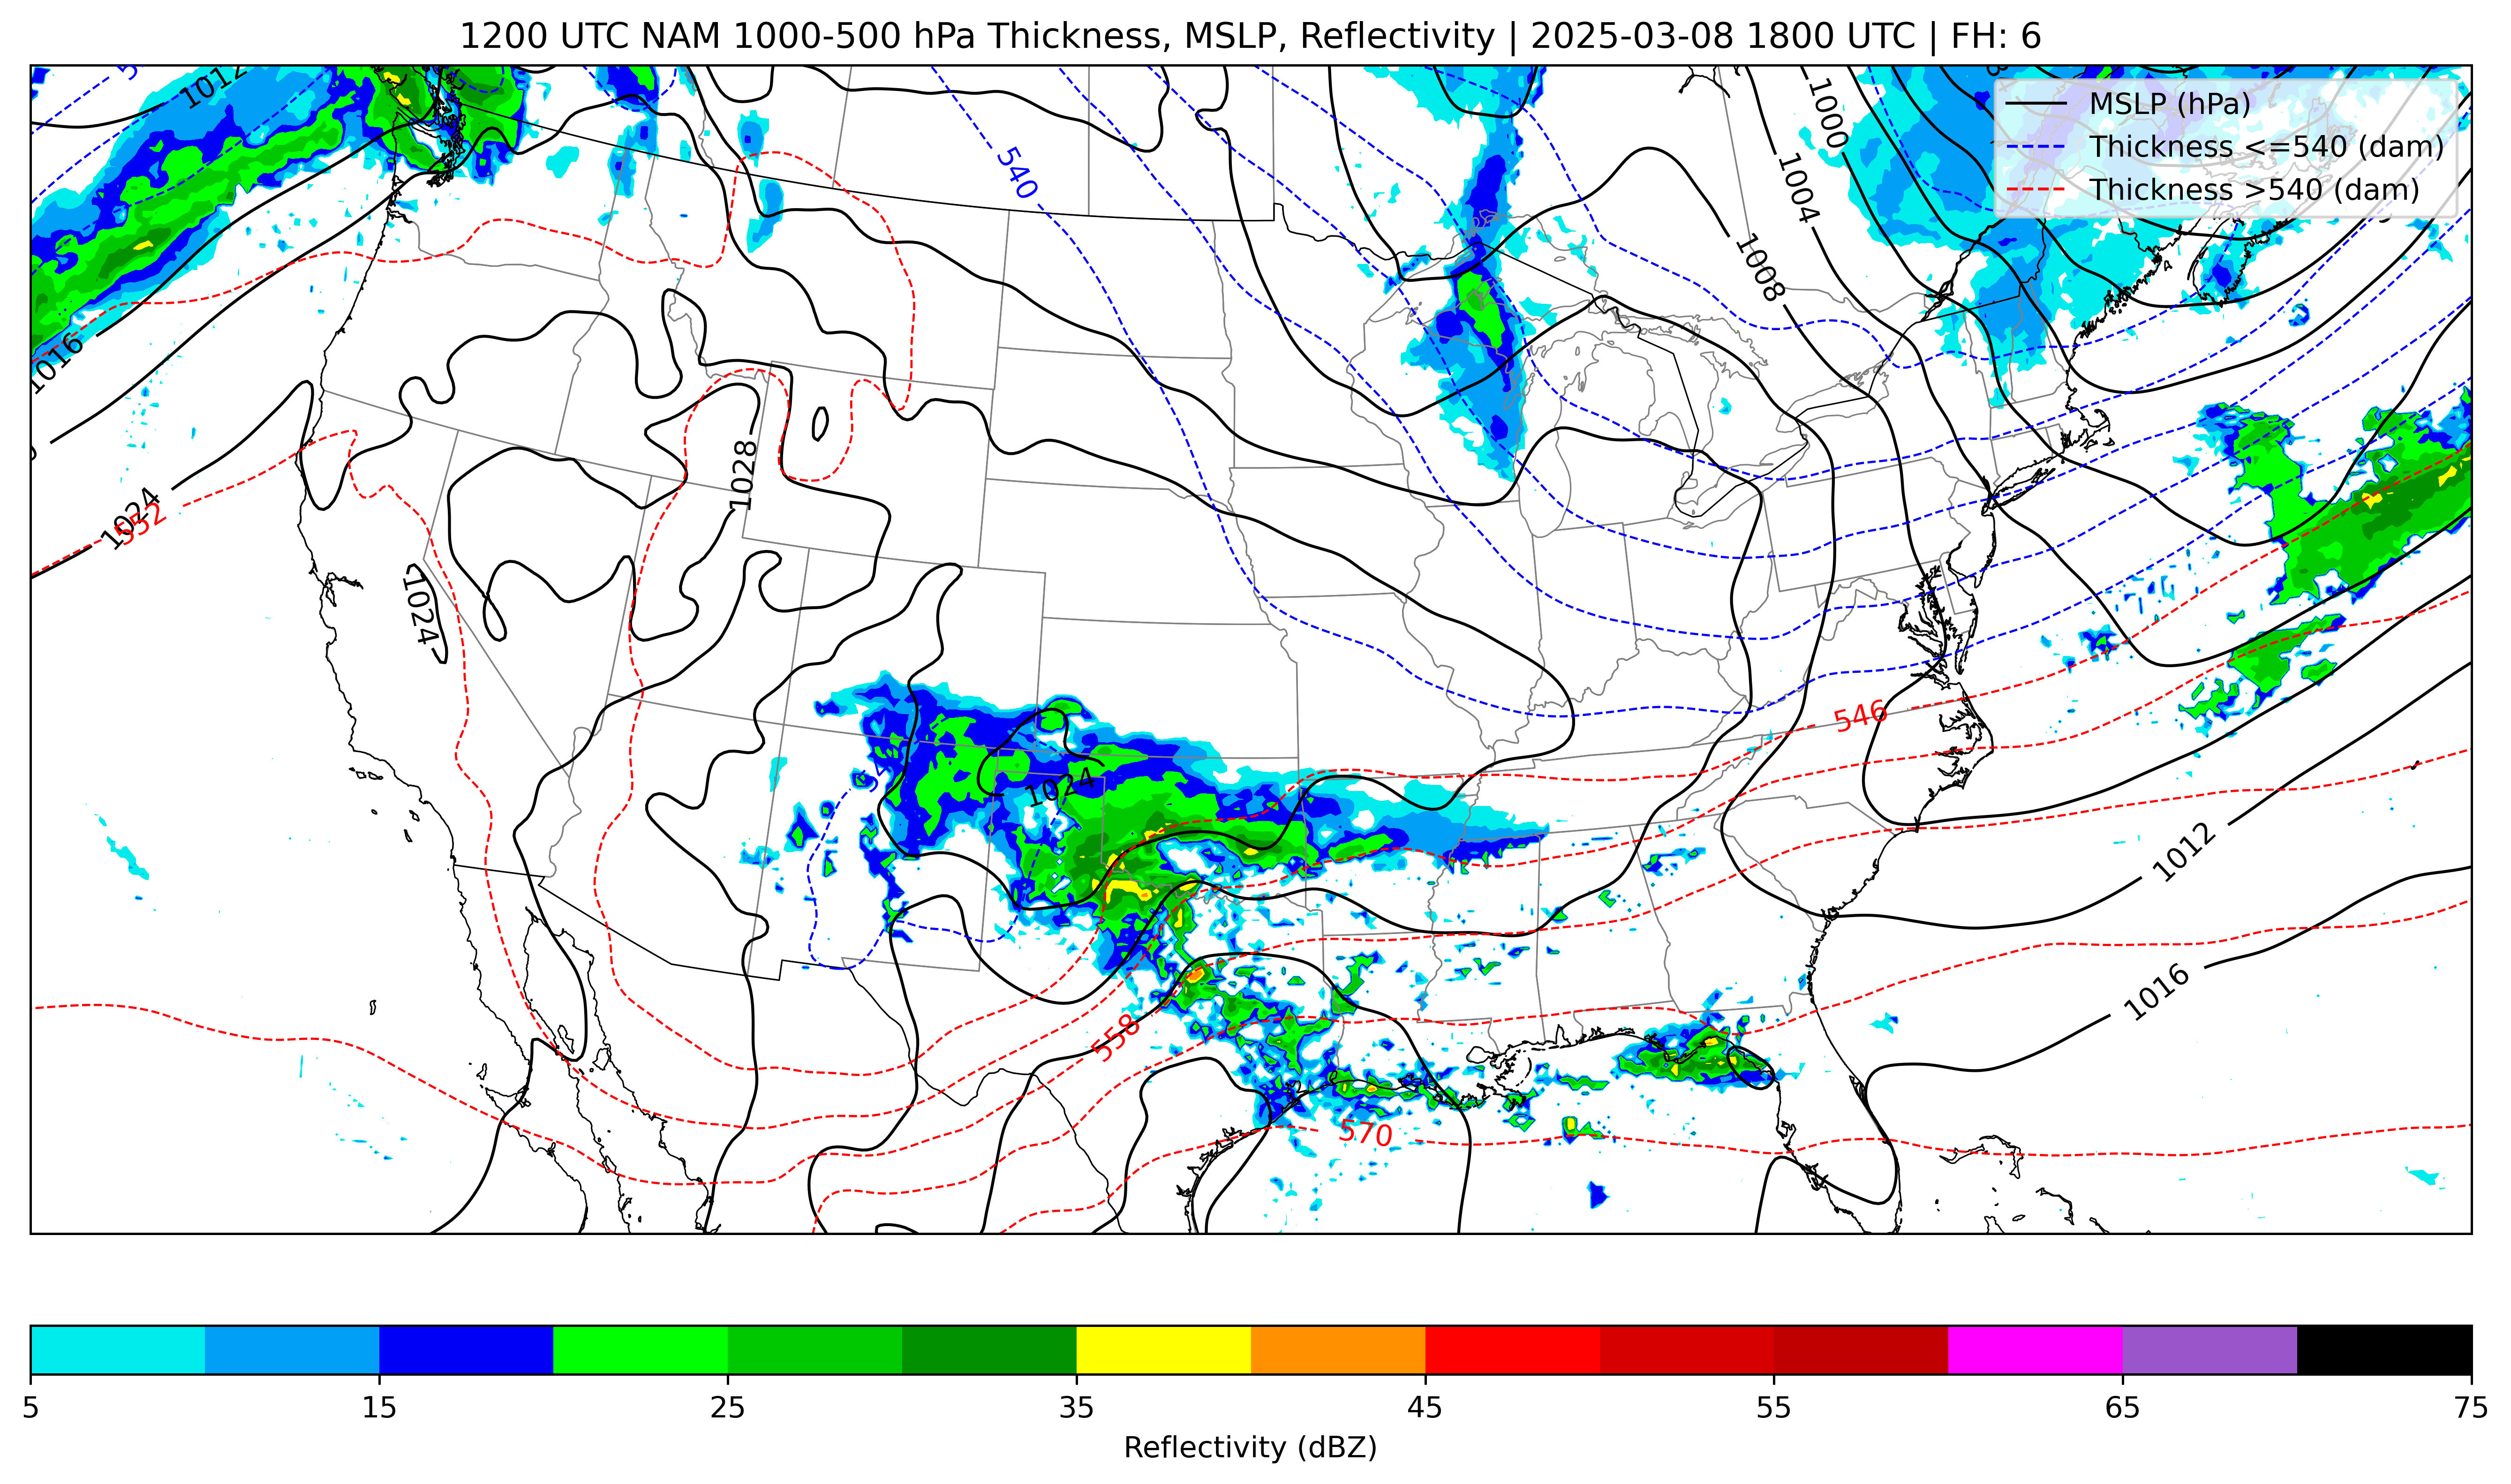 1200 UTC NAM 1000-500 hPa Thickness, MSLP, Reflectivity | 2025-03-08 1800 UTC | FH: 6
MSLP (hPa)
Thickness <=540 (dam)
Thickness >540 (dam)
1012
1000
540
1004
1008
1016
1028
1024
552
1024
546
1024
1012
1016
558
570
5 15 25 35 45 55 65 75
Reflectivity (dBZ)